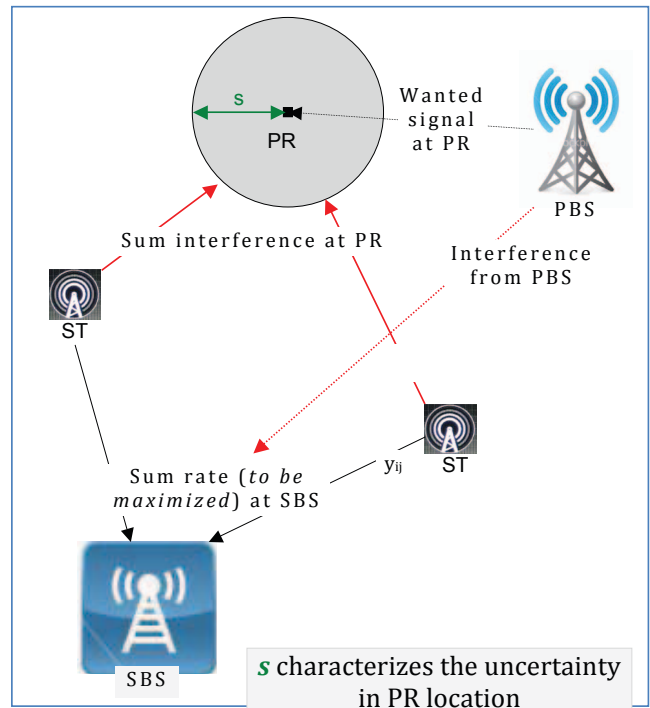 s
PR
Wanted
signal
at PR
PBS
Sum interference at PR
Interference
from PBS
ST
ST
y_ij
Sum rate (to be
maximized) at SBS
SBS
s characterizes the uncertainty
in PR location